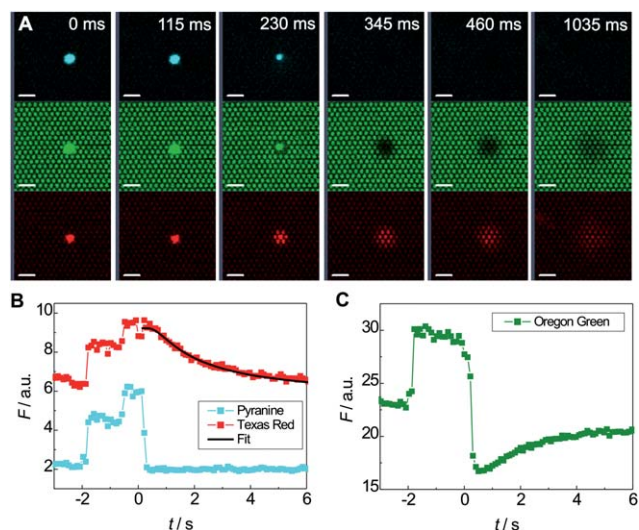 A
0 ms
115 ms
230 ms
345 ms
460 ms
1035 ms
B
C
F / a.u.
10
8
6
4
2
Pyranine
Texas Red
Fit
-2
0
2
4
6
t / s
F / a.u.
30
25
20
15
Oregon Green
-2
0
2
4
6
t / s